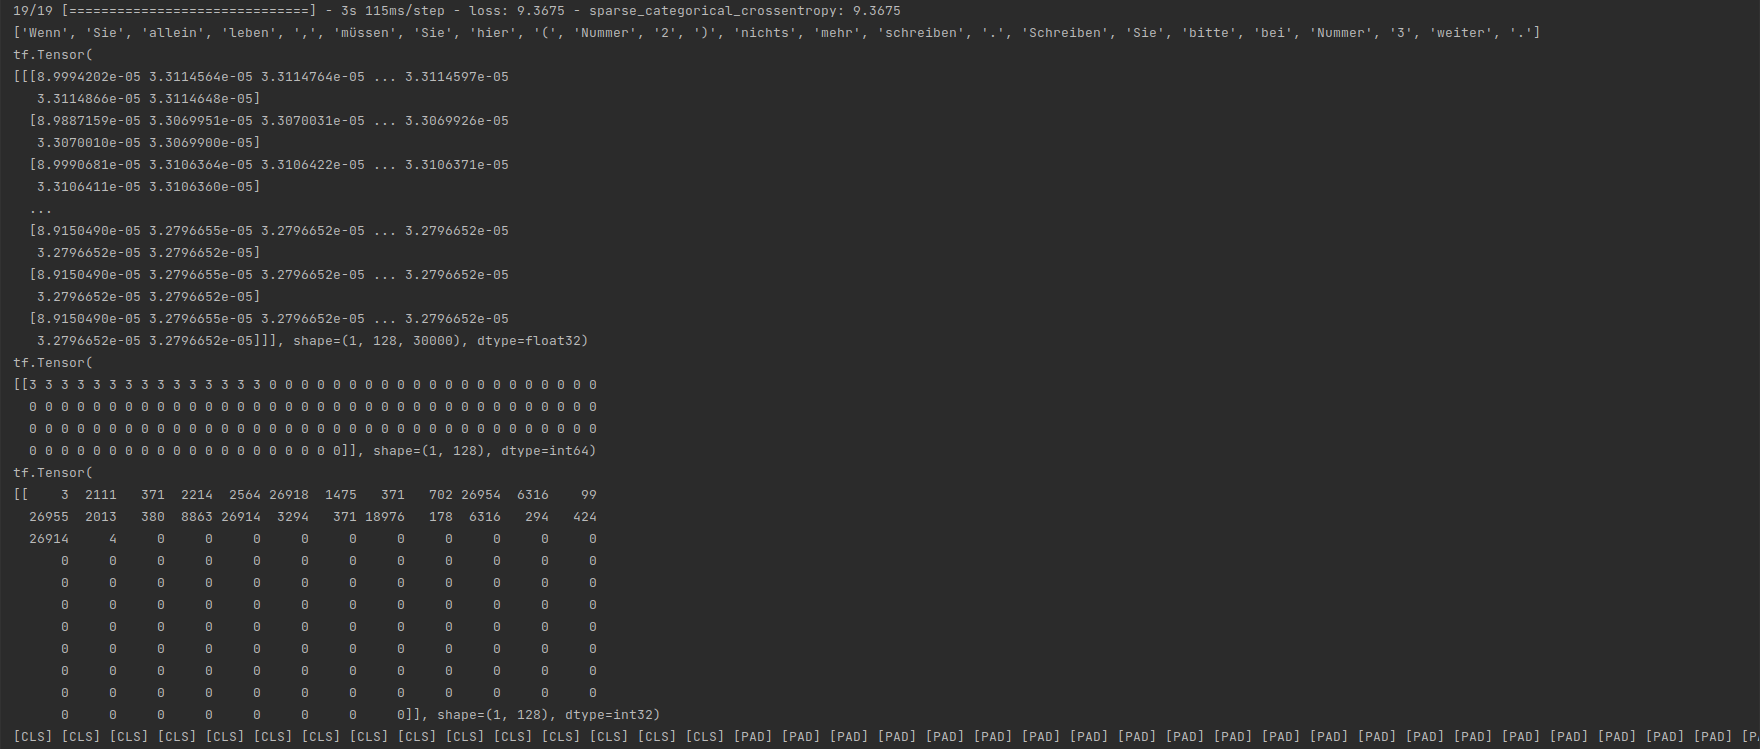 19/19 [==============================] - 3s 115ms/step - loss: 9.3675 - sparse_categorical_crossentropy: 9.3675
['Wenn', 'Sie', 'allein', 'leben', ',', 'müssen', 'Sie', 'hier', '(', 'Nummer', '2', ')', 'nichts', 'mehr', 'schreiben', '.', 'Schreiben', 'Sie', 'bitte', 'bei', 'Nummer', '3', 'weiter', '.']
tf.Tensor(
[[[8.9994202e-05 3.3114564e-05 3.3114764e-05 ... 3.3114597e-05
3.3114866e-05 3.3114648e-05]
[8.9887159e-05 3.3069951e-05 3.3070031e-05 ... 3.3069926e-05
3.3070010e-05 3.3069900e-05]
[8.9990681e-05 3.3106364e-05 3.3106422e-05 ... 3.3106371e-05
3.3106411e-05 3.3106360e-05]
...
[8.9150490e-05 3.2796655e-05 3.2796652e-05 ... 3.2796652e-05
3.2796652e-05 3.2796652e-05]
[8.9150490e-05 3.2796655e-05 3.2796652e-05 ... 3.2796652e-05
3.2796652e-05 3.2796652e-05]
[8.9150490e-05 3.2796655e-05 3.2796652e-05 ... 3.2796652e-05
3.2796652e-05 3.2796652e-05]]], shape=(1, 128, 30000), dtype=float32)
tf.Tensor(
[[3 3 3 3 3 3 3 3 3 3 3 3 3 3 3 0 0 0 0 0 0 0 0 0 0 0 0 0 0 0 0 0 0 0 0 0
0 0 0 0 0 0 0 0 0 0 0 0 0 0 0 0 0 0 0 0 0 0 0 0 0 0 0 0 0 0 0 0 0 0 0 0
0 0 0 0 0 0 0 0 0 0 0 0 0 0 0 0 0 0 0 0 0 0 0 0 0 0 0 0 0 0 0 0 0 0 0 0
0 0 0 0 0 0 0 0 0 0 0 0 0 0 0 0 0 0 0 0]], shape=(1, 128), dtype=int64)
tf.Tensor(
[[ 3 2111 371 2214 2564 26918 1475 371 702 26954 6316 99
26955 2013 380 8863 26914 3294 371 18976 178 6316 294 424
26914 4 0 0 0 0 0 0 0 0 0 0
0 0 0 0 0 0 0 0 0 0 0 0
0 0 0 0 0 0 0 0 0 0 0 0
0 0 0 0 0 0 0 0 0 0 0 0
0 0 0 0 0 0 0 0 0 0 0 0
0 0 0 0 0 0 0 0 0 0 0 0
0 0 0 0 0 0 0 0 0 0 0 0
0 0 0 0 0 0 0 0 0 0 0 0
0 0 0 0 0 0 0 0]], shape=(1, 128), dtype=int32)
[CLS] [CLS] [CLS] [CLS] [CLS] [CLS] [CLS] [CLS] [CLS] [CLS] [CLS] [CLS] [CLS] [CLS] [CLS] [PAD] [PAD] [PAD] [PAD] [PAD] [PAD] [PAD] [PAD] [PAD] [PAD] [PAD] [PAD] [PAD] [PAD] [PAD] [PAD] [PAD] [PAD] [PAD] [PAD] [PAD]